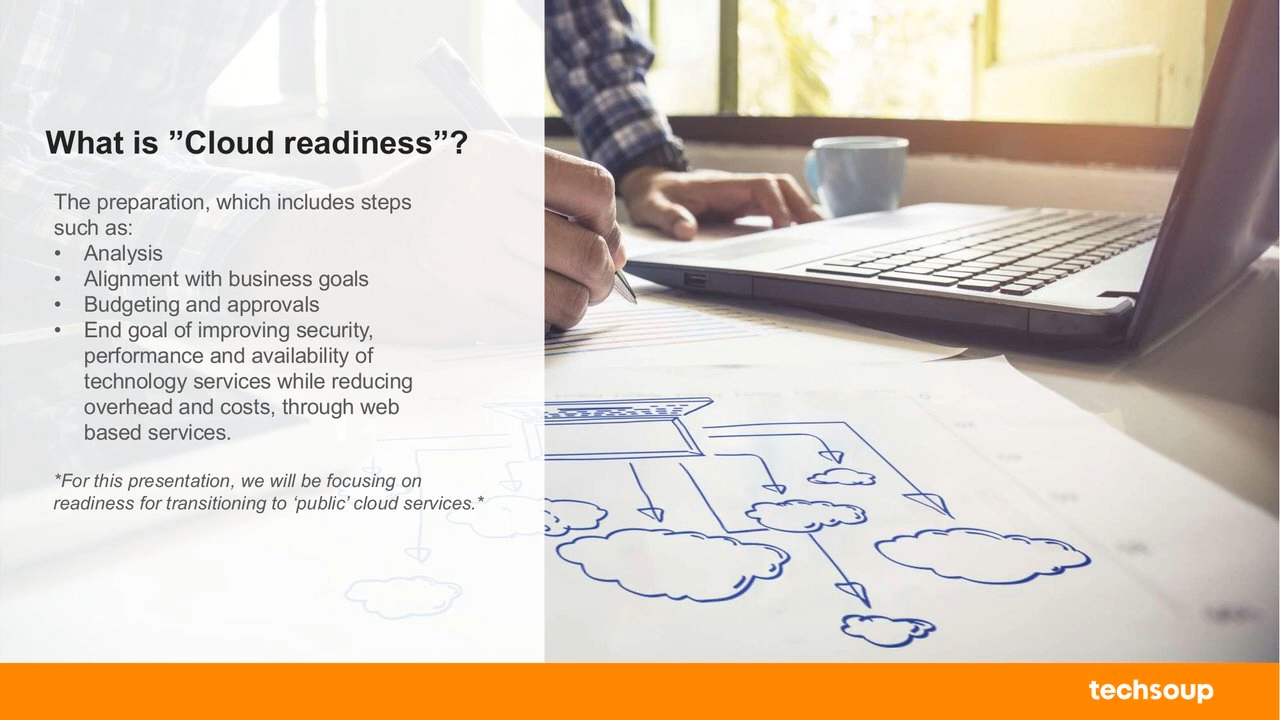 What is ”Cloud readiness”?
The preparation, which includes steps
such as:
• Analysis
• Alignment with business goals
• Budgeting and approvals
• End goal of improving security,
performance and availability of
technology services while reducing
overhead and costs, through web
based services.
*For this presentation, we will be focusing on
readiness for transitioning to ‘public’ cloud services.*
techsoup